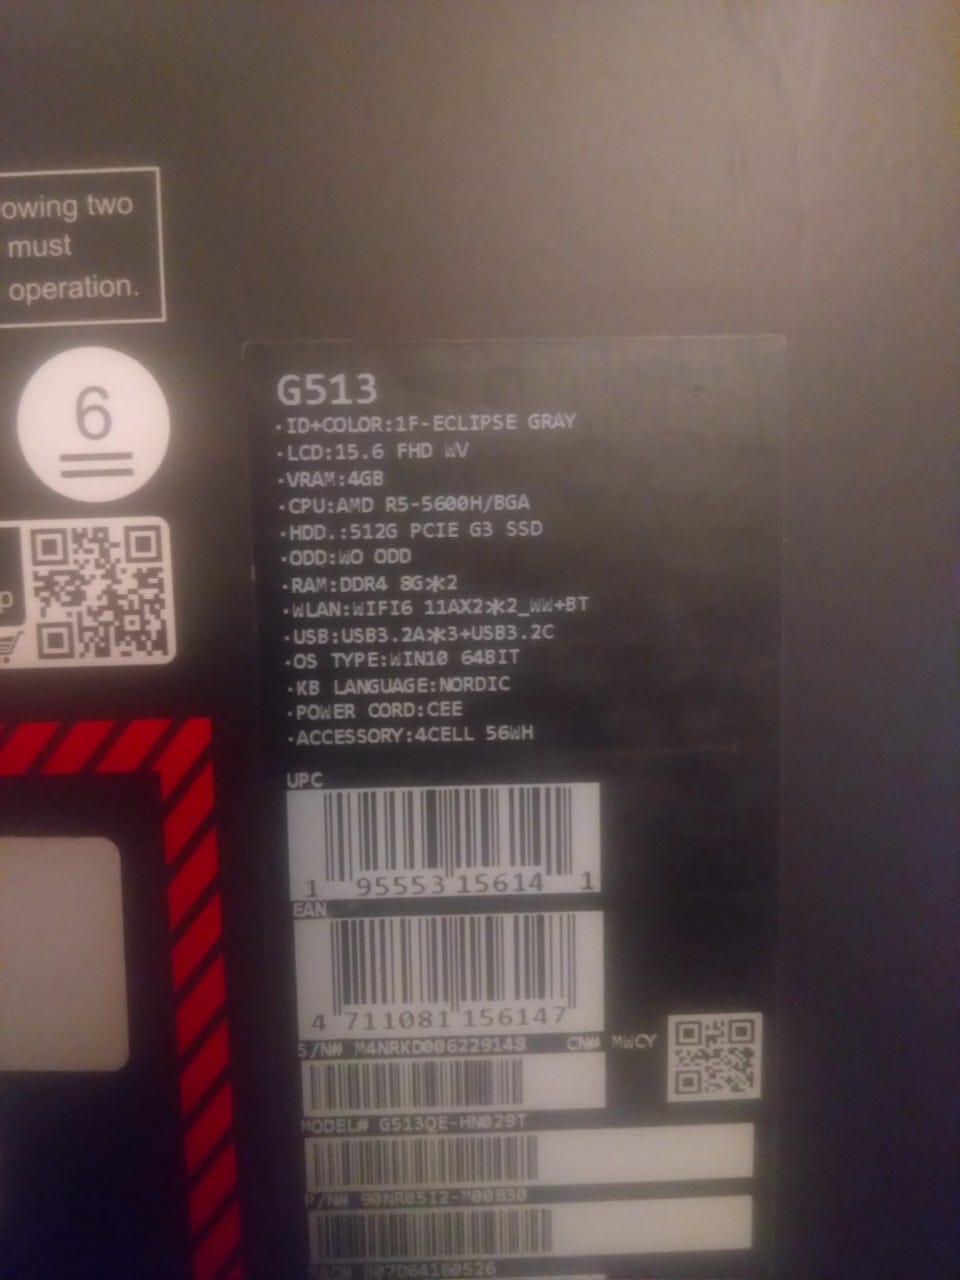 owing two
must
operation.
6
p
G513
·ID+COLOR:1F-ECLIPSE GRAY
·LCD:15.6 FHD WV
·VRAM:4GB
·CPU:AMD R5-5600H/BGA
·HDD.:512G PCIE G3 SSD
·ODD:WO ODD
·RAM:DDR4 8G*2
·WLAN:WIFI6 11AX2*2_WW+BT
·USB:USB3.2A*3+USB3.2C
·OS TYPE:WIN10 64BIT
·KB LANGUAGE:NORDIC
·POWER CORD:CEE
·ACCESSORY:4CELL 56WH
UPC
1 95553 15614 1
EAN
4 711081 156147
S/N# M4NRKD006229148 CN# MWCY
MODEL# G513QE-HN029T
P/N# 90NR05I2-M00830